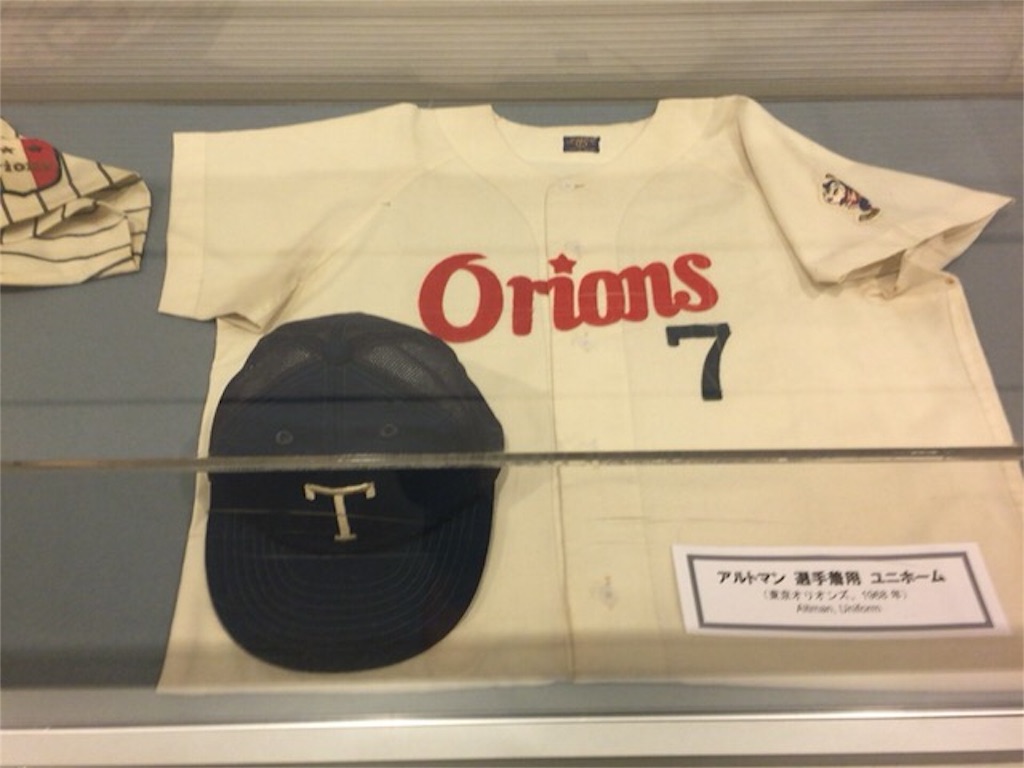 Orions
7
T
アルトマン 選手着用 ユニホーム
（東京オリオンズ、1968 年）
Altman, Uniform